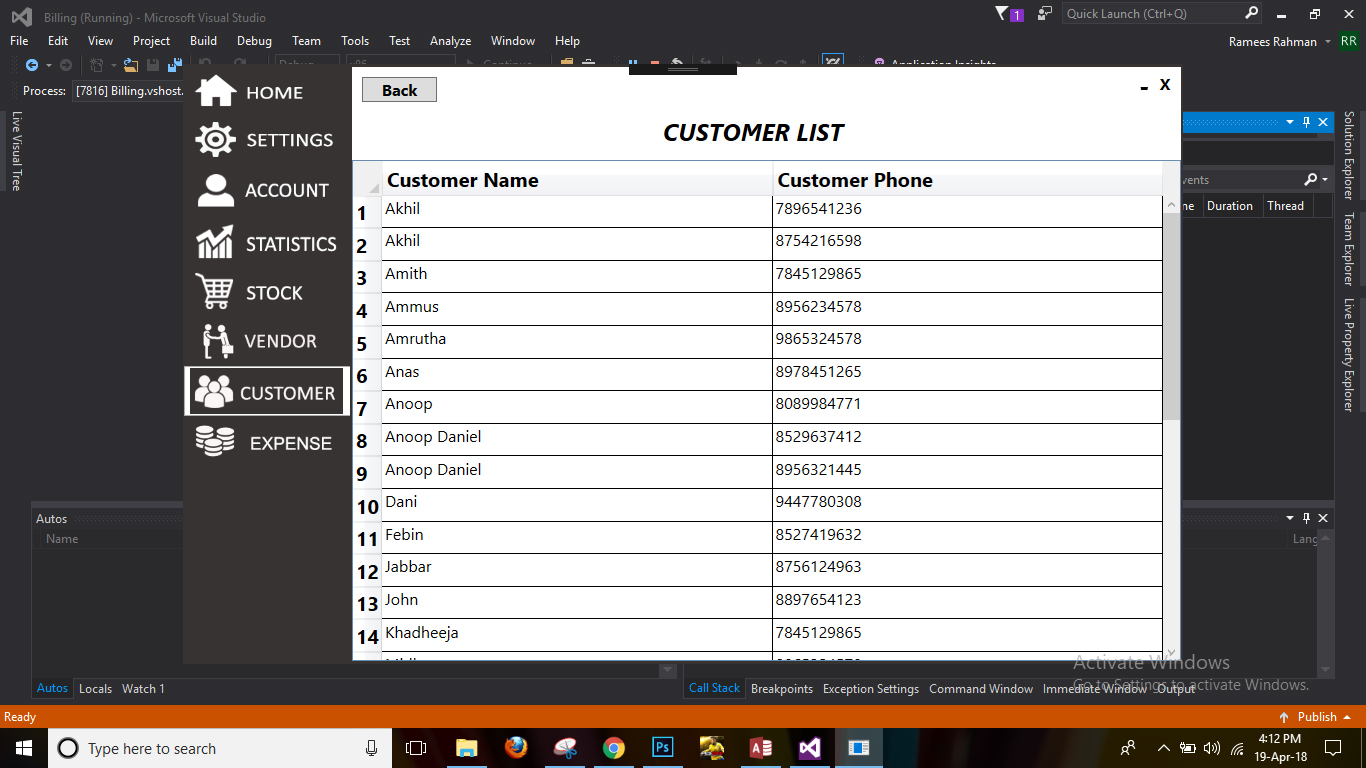 Billing (Running) - Microsoft Visual Studio
1
Quick Launch (Ctrl+Q)
File Edit View Project Build Debug Team Tools Test Analyze Window Help
Ramees Rahman RR
Debug x86 Continue Application Insights
Process: [7816] Billing.vshost.
Live Visual Tree
HOME
SETTINGS
ACCOUNT
STATISTICS
STOCK
VENDOR
CUSTOMER
EXPENSE
Back
- X
CUSTOMER LIST
Customer Name Customer Phone
1 Akhil 7896541236
2 Akhil 8754216598
3 Amith 7845129865
4 Ammus 8956234578
5 Amrutha 9865324578
6 Anas 8978451265
7 Anoop 8089984771
8 Anoop Daniel 8529637412
9 Anoop Daniel 8956321445
10 Dani 9447780308
11 Febin 8527419632
12 Jabbar 8756124963
13 John 8897654123
14 Khadheeja 7845129865
Duration Thread
Solution Explorer
Team Explorer
Live Property Explorer
Autos
Name
Lang
Autos Locals Watch 1
Call Stack Breakpoints Exception Settings Command Window Immediate Window Output
Activate Windows
Go to Settings to activate Windows.
Ready
Publish
Type here to search
4:12 PM
19-Apr-18